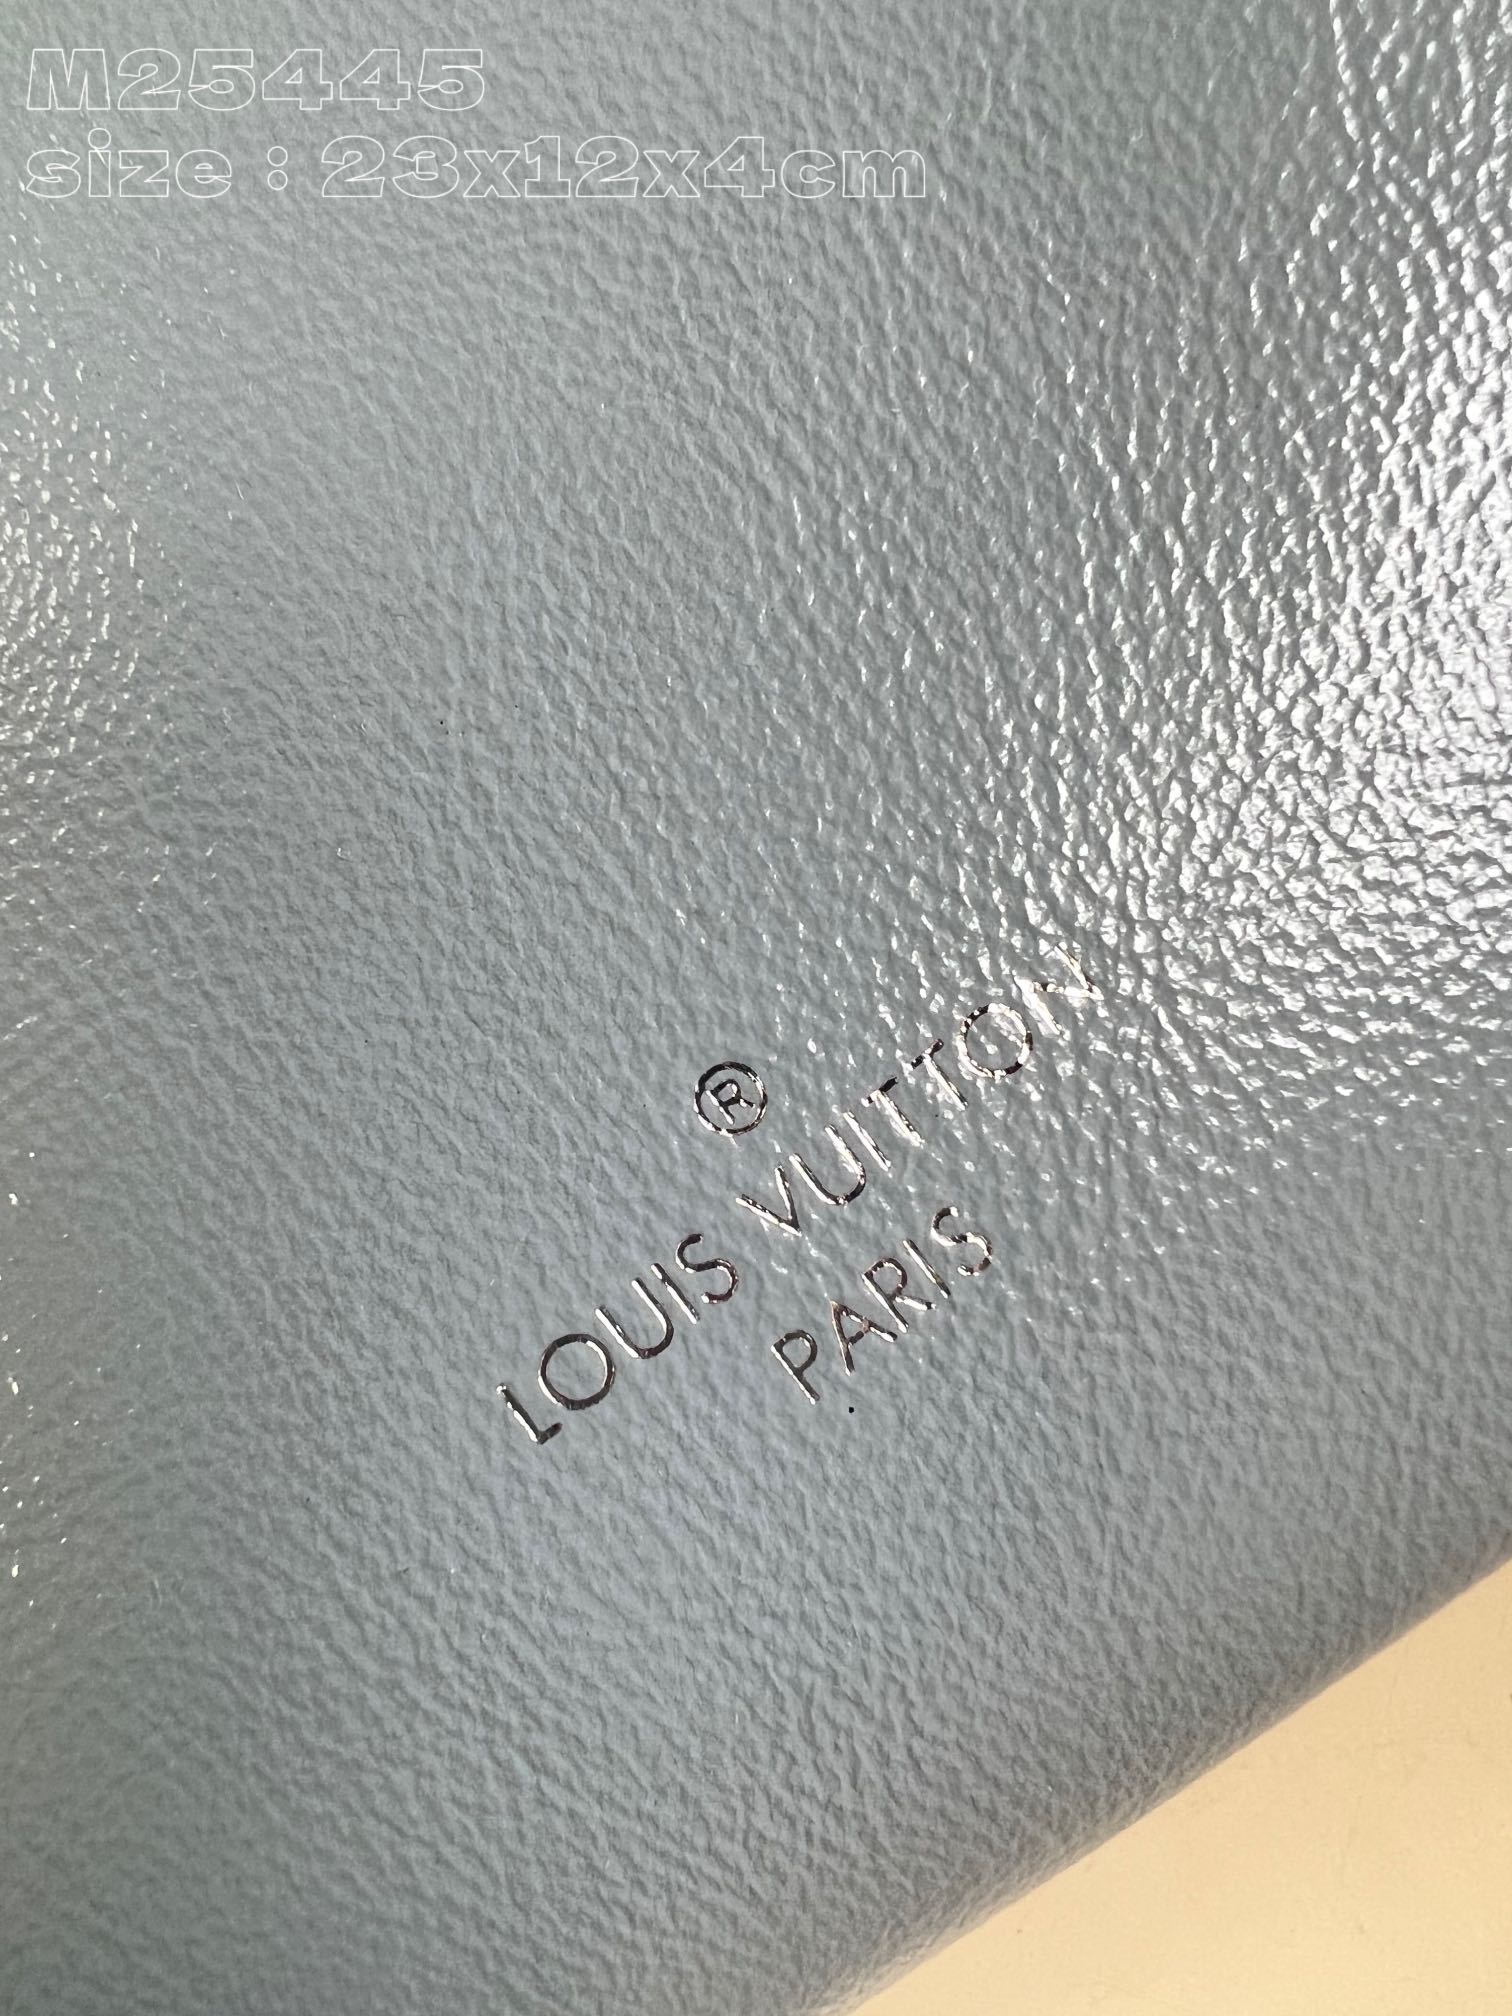 M25445
size : 23x12x4cm
®
LOUIS VUITTON
PARIS